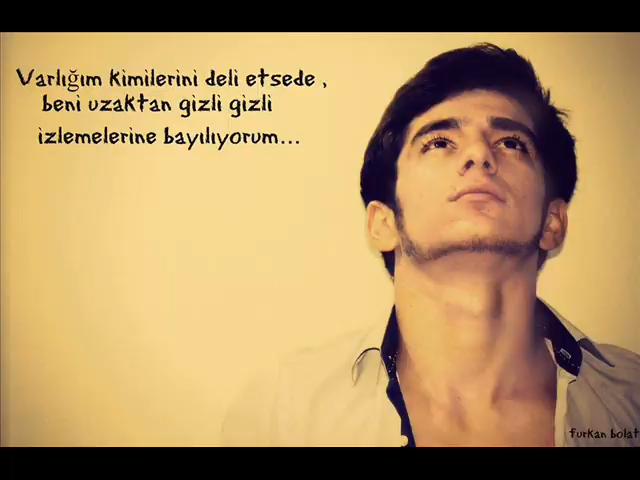 Varlığım kimilerini deli etsede ,
beni uzaktan gizli gizli
izlemelerine bayılıyorum...
furkan bolat